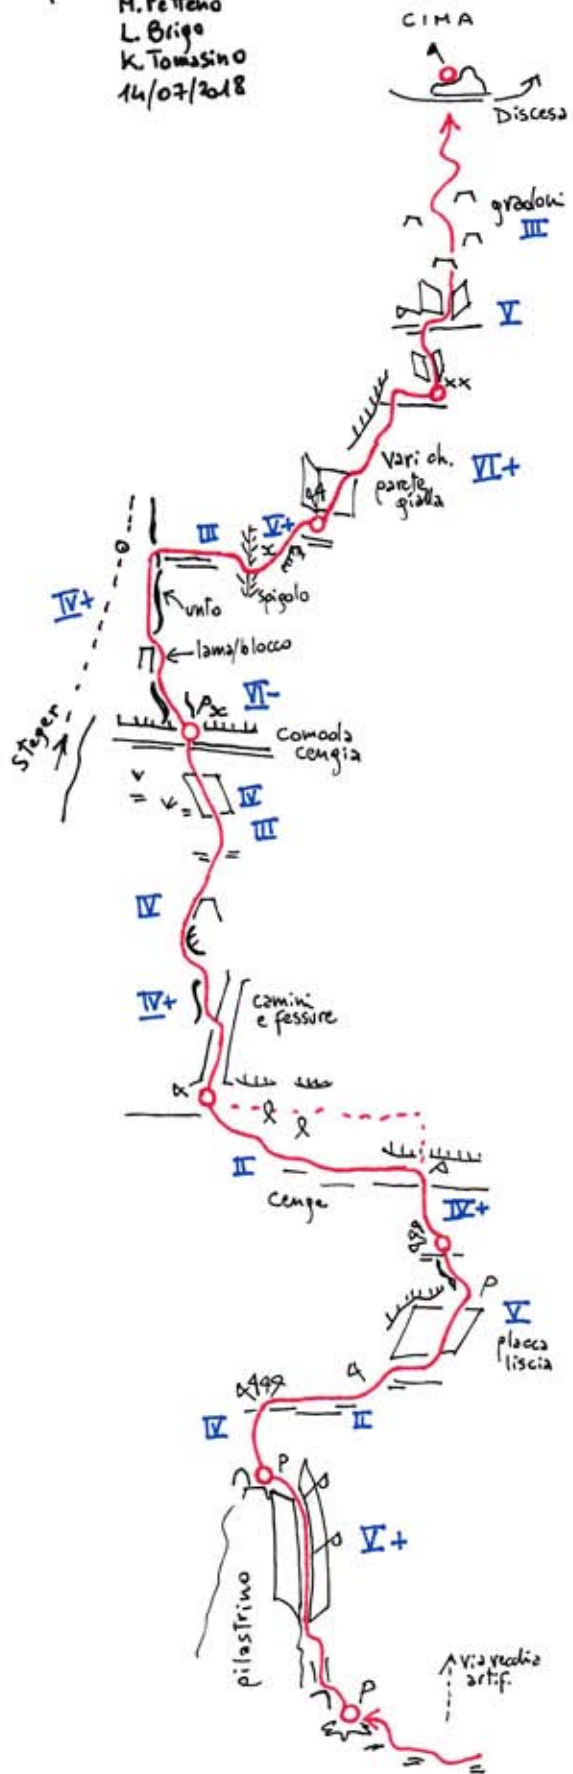 M. Pelleno
L. Brigo
K. Tomasino
14/07/2018
CIMA
Discesa
gradoni
III
V
xx
Vari ch.
parete
gialla
VI+
III
V+
x
spigolo
IV+
unto
lama/blocco
Steger
P x
VI-
Comoda
cengia
IV
III
IV
IV+
camini
e fessure
II
Cenge
IV+
P
V
placca
liscia
IV
II
P
V+
pilastrino
via vecchia
artif.
P